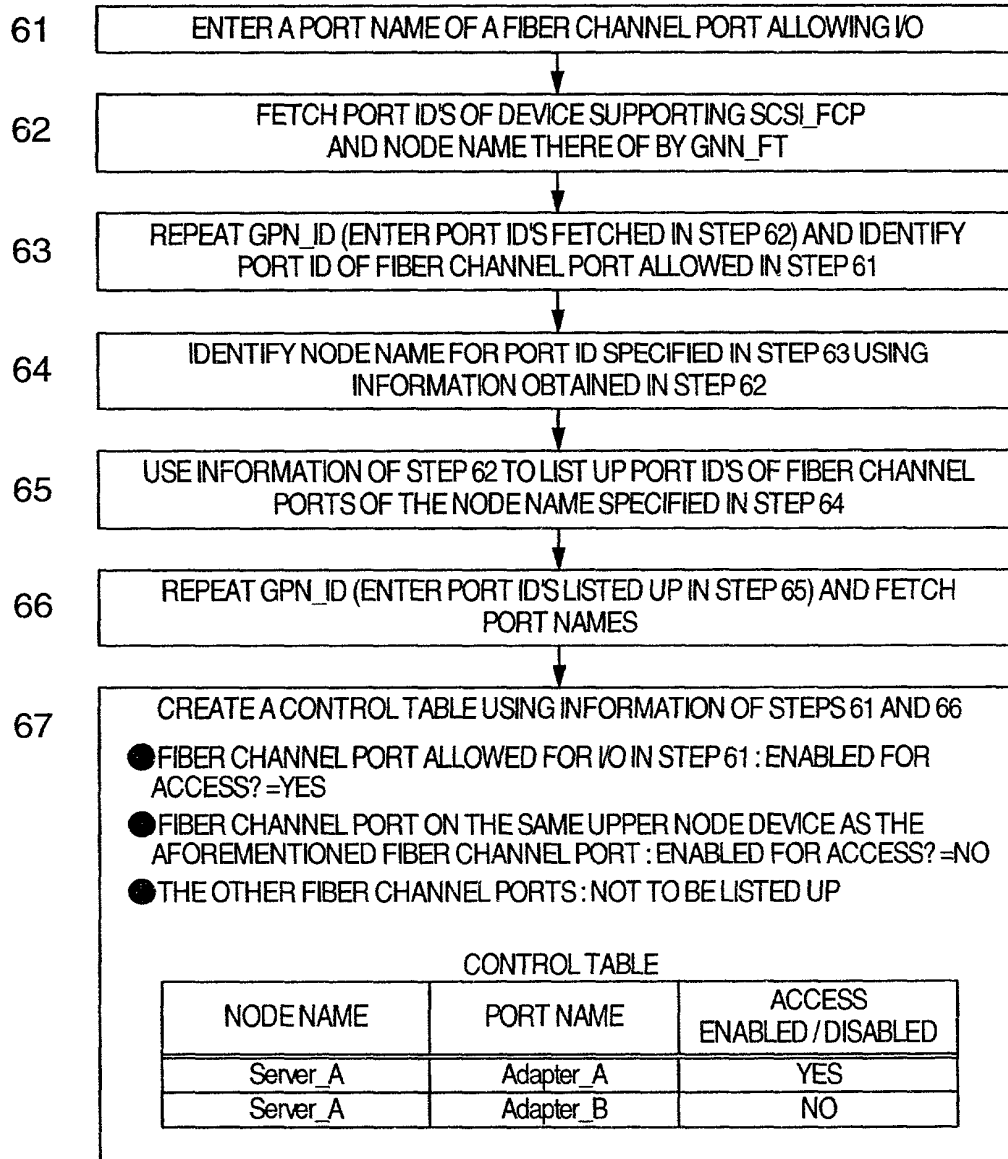 61
ENTER A PORT NAME OF A FIBER CHANNEL PORT ALLOWING I/O
62
FETCH PORT ID'S OF DEVICE SUPPORTING SCSI_FCP
AND NODE NAME THERE OF BY GNN_FT
63
REPEAT GPN_ID (ENTER PORT ID'S FETCHED IN STEP 62) AND IDENTIFY
PORT ID OF FIBER CHANNEL PORT ALLOWED IN STEP 61
64
IDENTIFY NODE NAME FOR PORT ID SPECIFIED IN STEP 63 USING
INFORMATION OBTAINED IN STEP 62
65
USE INFORMATION OF STEP 62 TO LIST UP PORT ID'S OF FIBER CHANNEL
PORTS OF THE NODE NAME SPECIFIED IN STEP 64
66
REPEAT GPN_ID (ENTER PORT ID'S LISTED UP IN STEP 65) AND FETCH
PORT NAMES
67
CREATE A CONTROL TABLE USING INFORMATION OF STEPS 61 AND 66
●FIBER CHANNEL PORT ALLOWED FOR I/O IN STEP 61 : ENABLED FOR
ACCESS? =YES
●FIBER CHANNEL PORT ON THE SAME UPPER NODE DEVICE AS THE
AFOREMENTIONED FIBER CHANNEL PORT : ENABLED FOR ACCESS? =NO
●THE OTHER FIBER CHANNEL PORTS : NOT TO BE LISTED UP
CONTROL TABLE
NODE NAME PORT NAME ACCESS
ENABLED / DISABLED
Server_A Adapter_A YES
Server_A Adapter_B NO